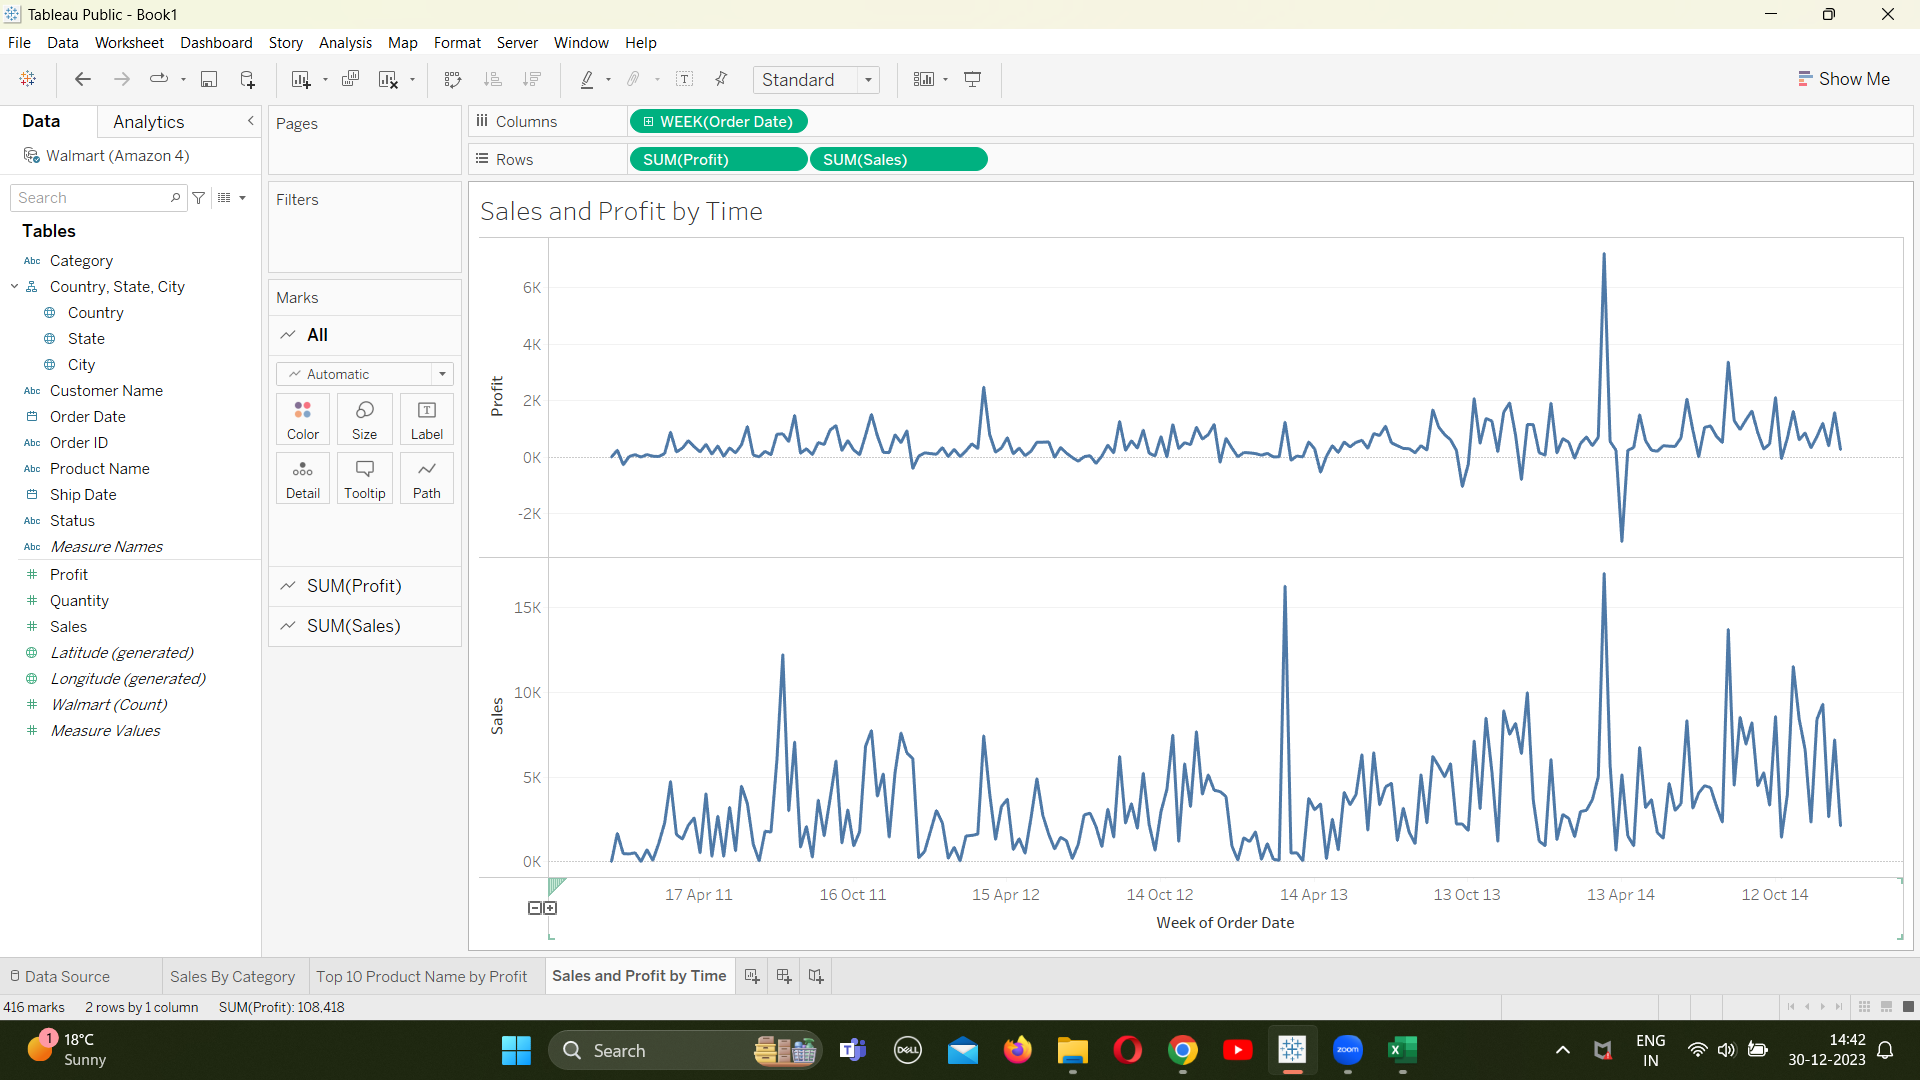 Tableau Public - Book1
File Data Worksheet Dashboard Story Analysis Map Format Server Window Help
Standard
Show Me
Data Analytics
Walmart (Amazon 4)
Search
Tables
Abc Category
Country, State, City
Country
State
City
Abc Customer Name
Order Date
Abc Order ID
Abc Product Name
Ship Date
Abc Status
Abc Measure Names
# Profit
# Quantity
# Sales
Latitude (generated)
Longitude (generated)
# Walmart (Count)
# Measure Values
Pages
Filters
Marks
All
Automatic
Color Size Label
Detail Tooltip Path
SUM(Profit)
SUM(Sales)
Columns WEEK(Order Date)
Rows SUM(Profit) SUM(Sales)
Sales and Profit by Time
Profit
6K
4K
2K
0K
-2K
Sales
15K
10K
5K
0K
17 Apr 11 16 Oct 11 15 Apr 12 14 Oct 12 14 Apr 13 13 Oct 13 13 Apr 14 12 Oct 14
Week of Order Date
Data Source Sales By Category Top 10 Product Name by Profit Sales and Profit by Time
416 marks 2 rows by 1 column SUM(Profit): 108,418
1
18°C
Sunny
Search
T
DELL
zoom
X
ENG
IN
14:42
30-12-2023